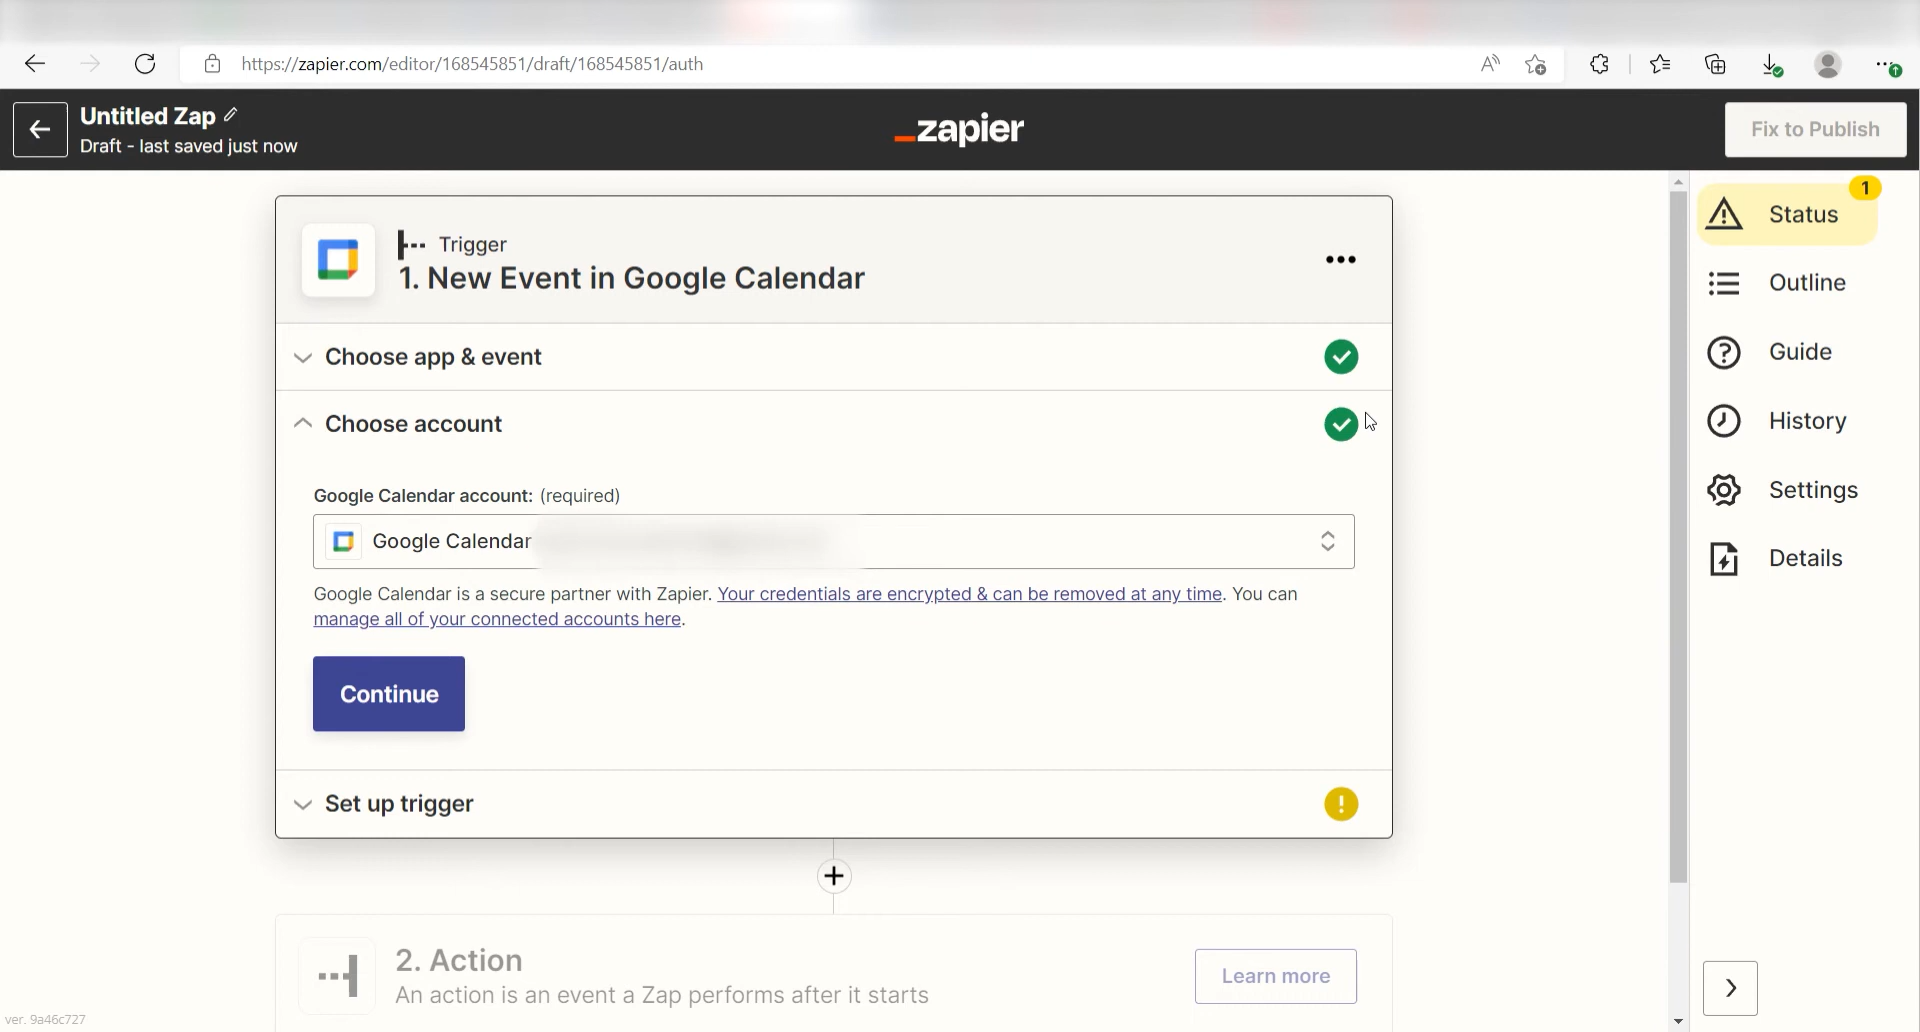 https://zapier.com/editor/168545851/draft/168545851/auth
Untitled Zap
Draft - last saved just now
_zapier
Fix to Publish
Trigger
1. New Event in Google Calendar
Choose app & event
Choose account
Google Calendar account: (required)
Google Calendar
Google Calendar is a secure partner with Zapier. Your credentials are encrypted & can be removed at any time. You can
manage all of your connected accounts here.
Continue
Set up trigger
2. Action
An action is an event a Zap performs after it starts
Learn more
1
Status
Outline
Guide
History
Settings
Details
ver. 9a46c727